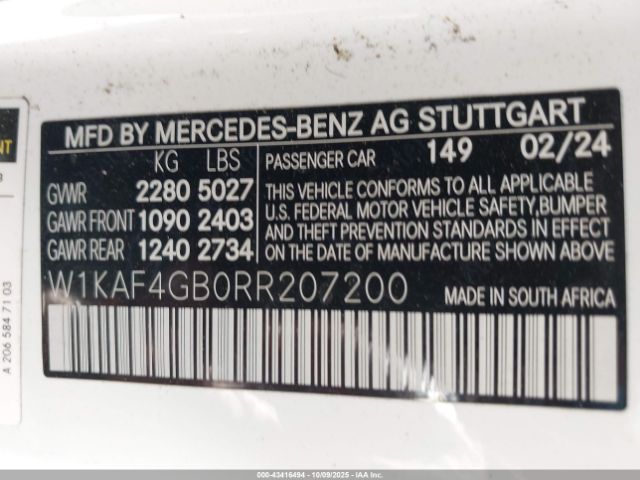 MFD BY MERCEDES-BENZ AG STUTTGART
KG LBS
GVWR 2280 5027
GAWR FRONT 1090 2403
GAWR REAR 1240 2734
PASSENGER CAR 149 02/24
THIS VEHICLE CONFORMS TO ALL APPLICABLE
U.S. FEDERAL MOTOR VEHICLE SAFETY, BUMPER
AND THEFT PREVENTION STANDARDS IN EFFECT
ON THE DATE OF MANUFACTURE SHOWN ABOVE.
W1KAF4GB0RR207200
MADE IN SOUTH AFRICA
A 206 584 71 03
000-43416494 - 10/09/2025 - IAAI.COM